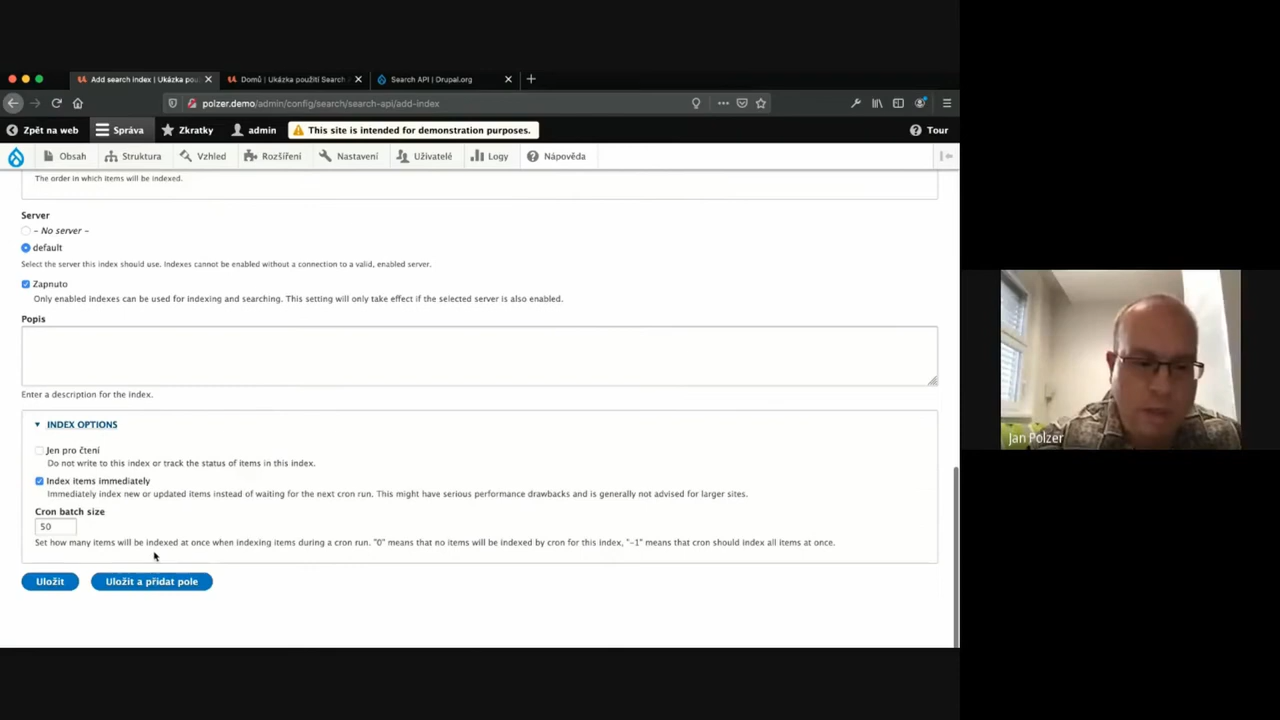 Add search index | Ukázka pou
Domů | Ukázka použití Search
Search API | Drupal.org
polzer.demo/admin/config/search/search-api/add-index
Zpět na web
Správa
Zkratky
admin
This site is intended for demonstration purposes.
Tour
Obsah
Struktura
Vzhled
Rozšíření
Nastavení
Uživatelé
Logy
Nápověda
The order in which items will be indexed.
Server
- No server -
default
Select the server this index should use. Indexes cannot be enabled without a connection to a valid, enabled server.
Zapnuto
Only enabled indexes can be used for indexing and searching. This setting will only take effect if the selected server is also enabled.
Popis
Enter a description for the index.
INDEX OPTIONS
Jen pro čtení
Do not write to this index or track the status of items in this index.
Index items immediately
Immediately index new or updated items instead of waiting for the next cron run. This might have serious performance drawbacks and is generally not advised for larger sites.
Cron batch size
50
Set how many items will be indexed at once when indexing items during a cron run. "0" means that no items will be indexed by cron for this index, "-1" means that cron should index all items at once.
Uložit
Uložit a přidat pole
Jan Polzer